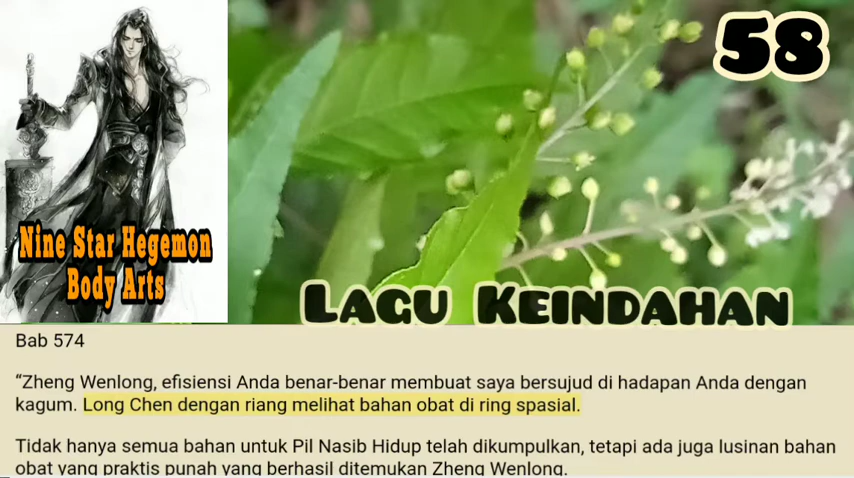 58
Nine Star Hegemon
Body Arts
LAGU KEINDAHAN
Bab 574
“Zheng Wenlong, efisiensi Anda benar-benar membuat saya bersujud di hadapan Anda dengan
kagum. Long Chen dengan riang melihat bahan obat di ring spasial.
Tidak hanya semua bahan untuk Pil Nasib Hidup telah dikumpulkan, tetapi ada juga lusinan bahan
obat yang praktis punah yang berhasil ditemukan Zheng Wenlong.